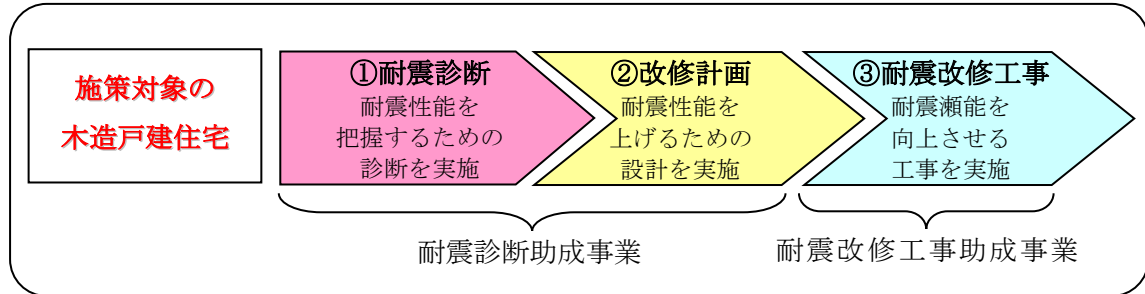 施策対象の
木造戸建住宅
①耐震診断
耐震性能を
把握するための
診断を実施
②改修計画
耐震性能を
上げるための
設計を実施
③耐震改修工事
耐震瀬能を
向上させる
工事を実施
耐震診断助成事業
耐震改修工事助成事業